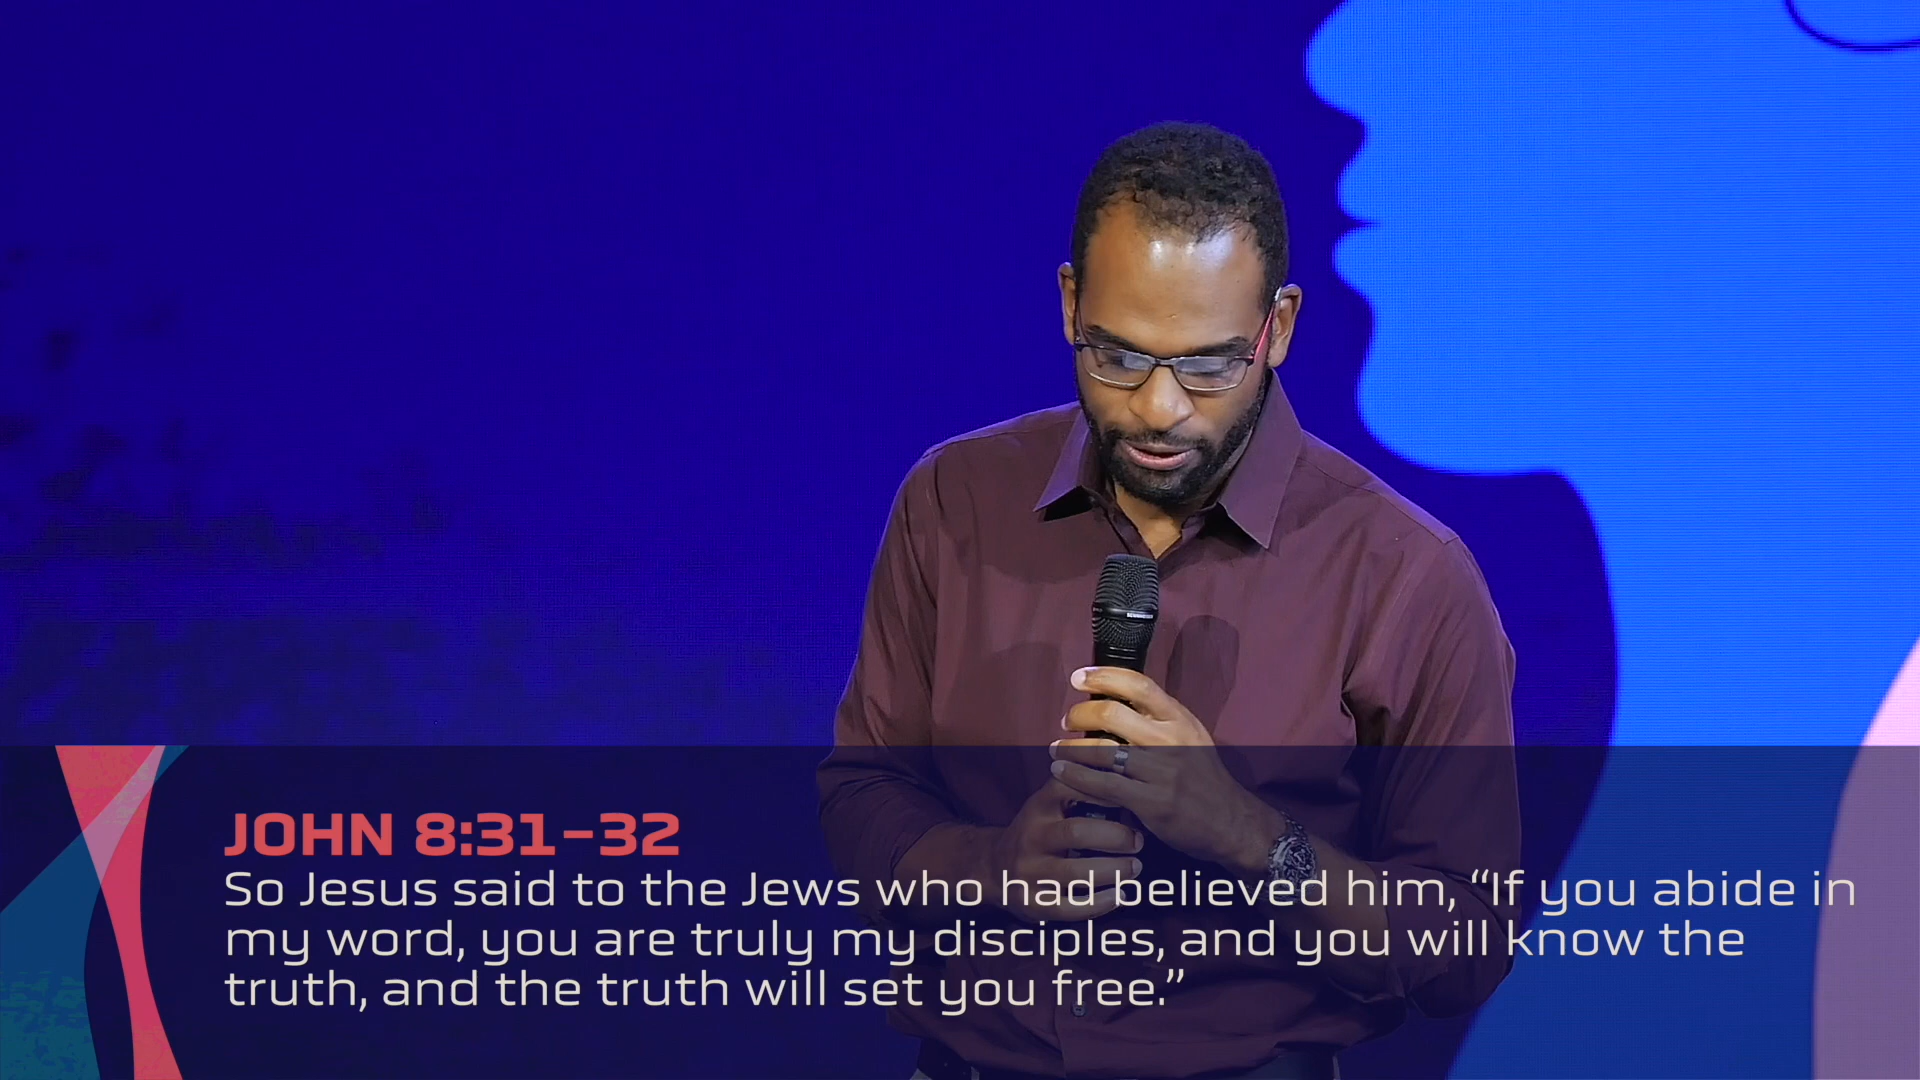 JOHN 8:31–32
So Jesus said to the Jews who had believed him, “If you abide in
my word, you are truly my disciples, and you will know the
truth, and the truth will set you free.”